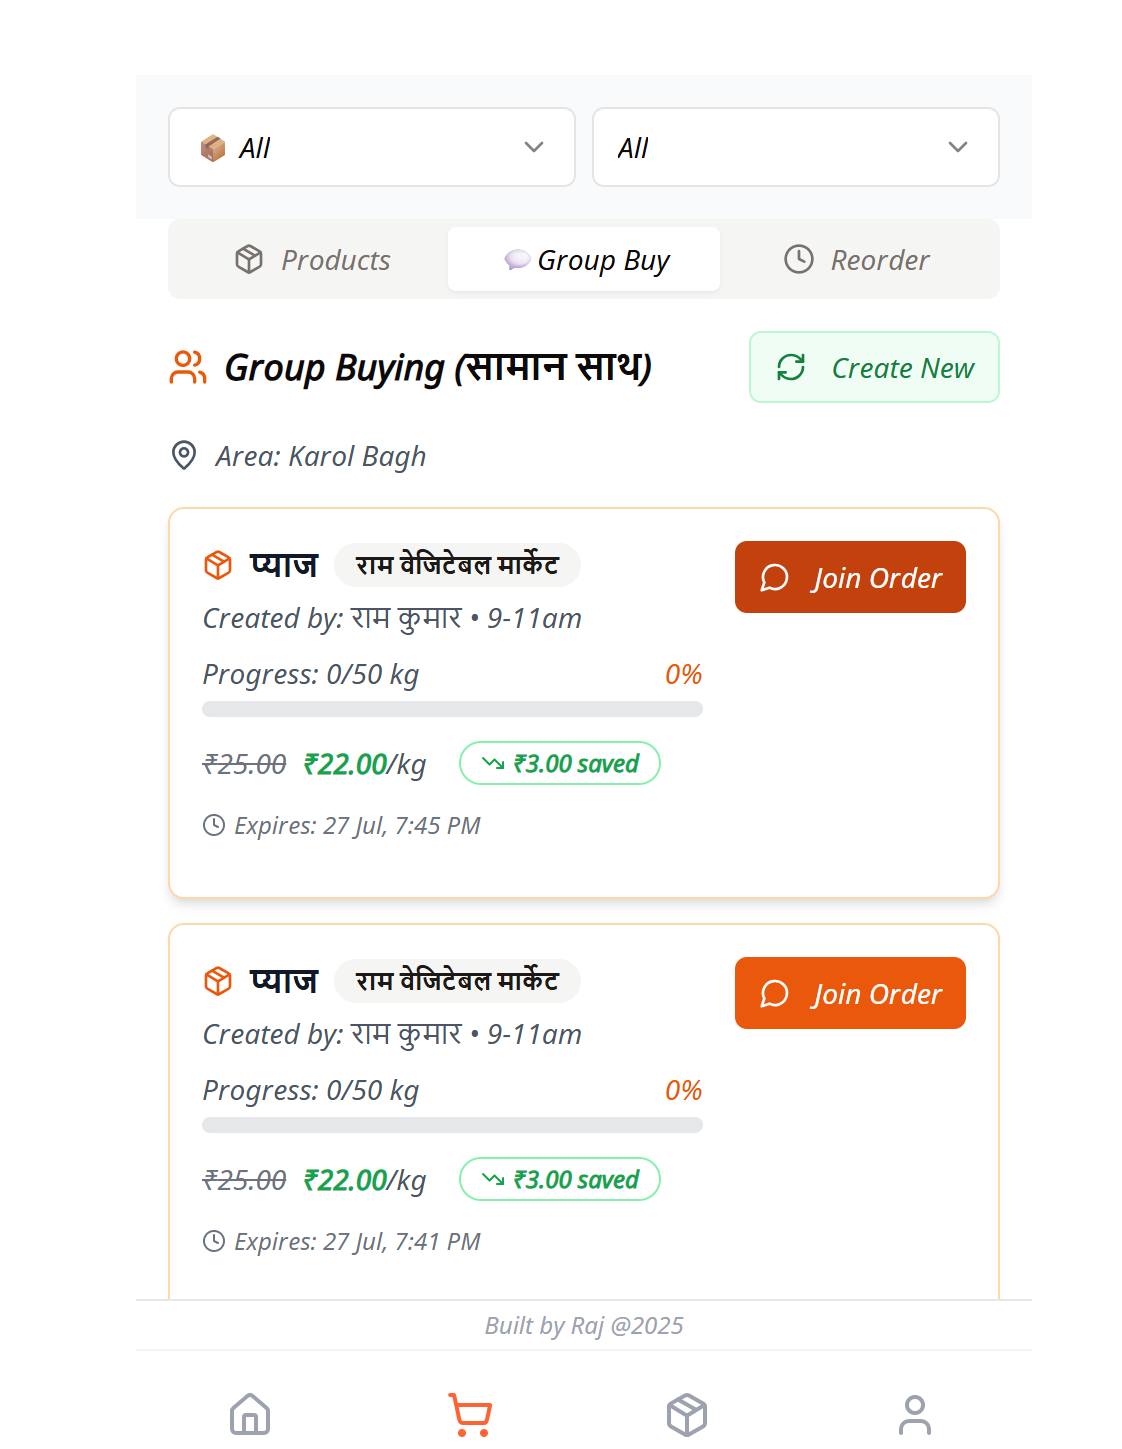 All
All
Products
Group Buy
Reorder
Group Buying (सामान साथ)
Create New
Area: Karol Bagh
प्याज
राम वेजिटेबल मार्केट
Join Order
Created by: राम कुमार • 9-11am
Progress: 0/50 kg
0%
₹25.00 ₹22.00/kg
₹3.00 saved
Expires: 27 Jul, 7:45 PM
प्याज
राम वेजिटेबल मार्केट
Join Order
Created by: राम कुमार • 9-11am
Progress: 0/50 kg
0%
₹25.00 ₹22.00/kg
₹3.00 saved
Expires: 27 Jul, 7:41 PM
Built by Raj @2025